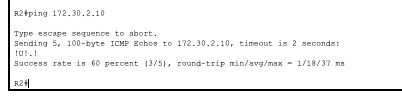 R2#ping 172.30.2.10
Type escape sequence to abort.
Sending 5, 100-byte ICMP Echos to 172.30.2.10, timeout is 2 seconds:
!U!.!
Success rate is 60 percent (3/5), round-trip min/avg/max = 1/18/37 ms
R2#